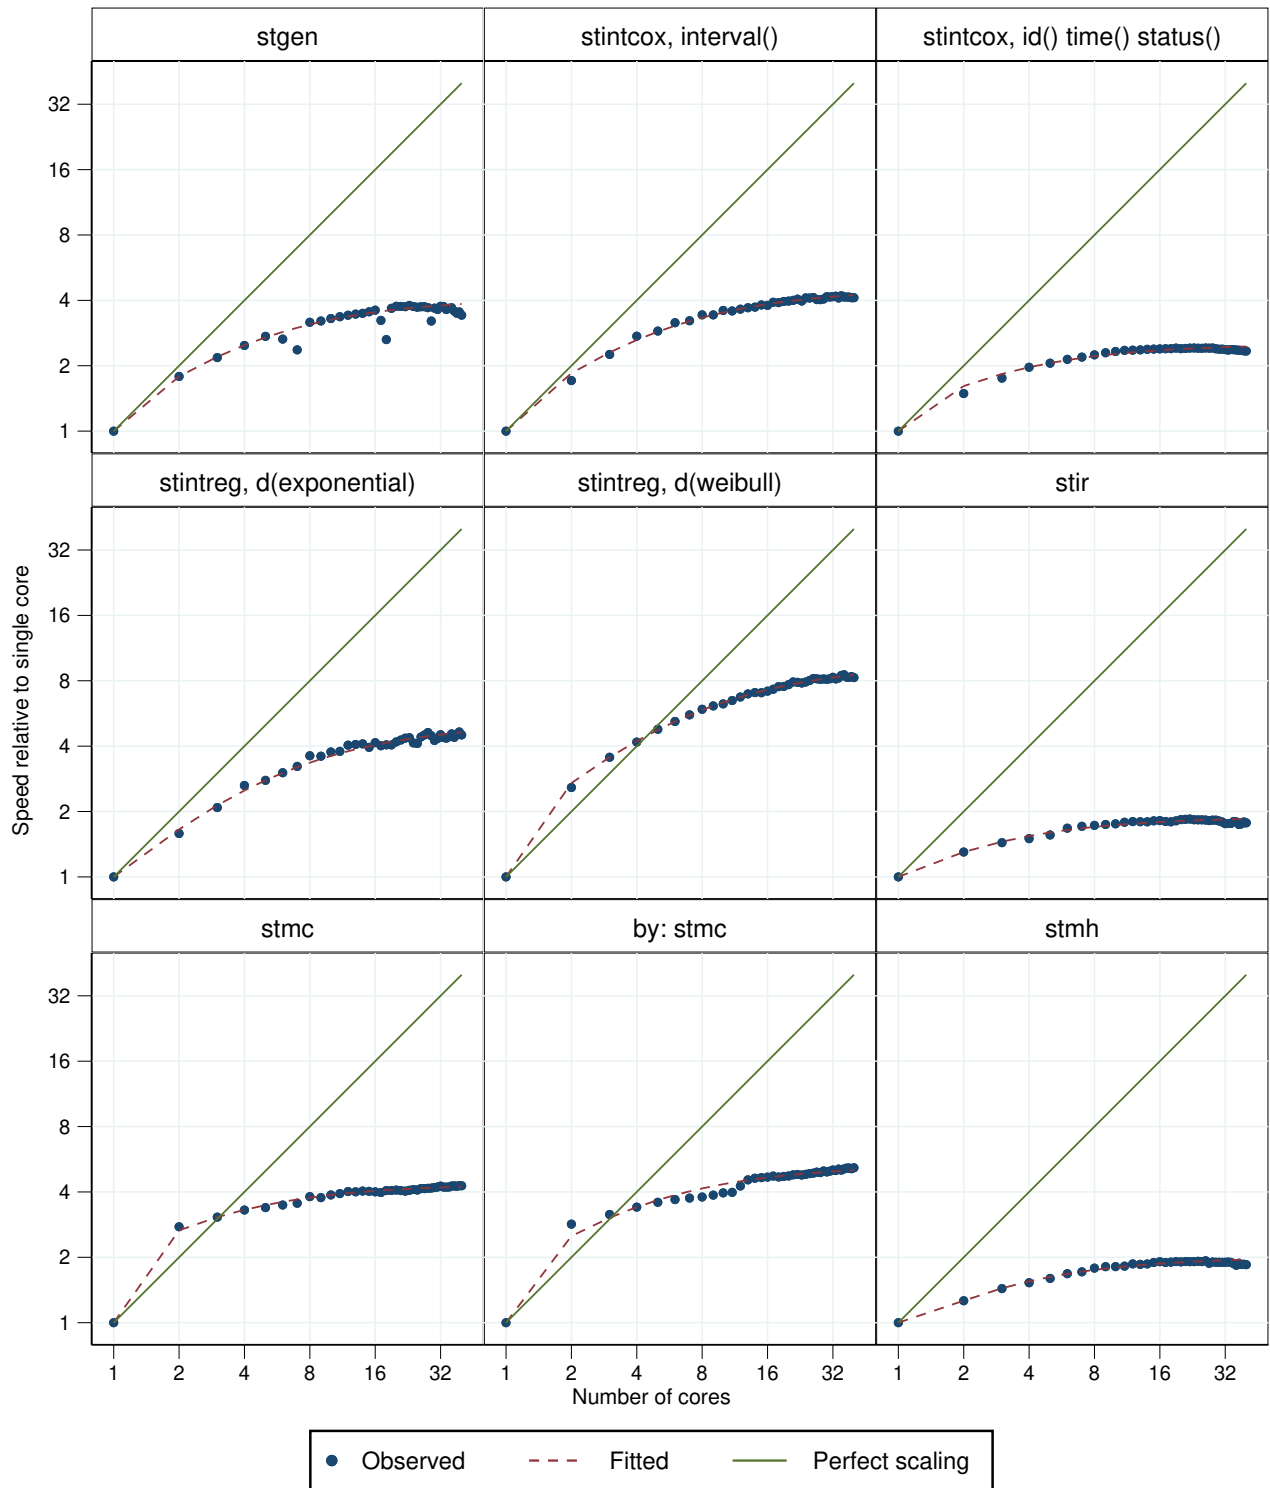 stgen
stintcox, interval()
stintcox, id() time() status()
32
16
8
4
2
1
stintreg, d(exponential)
stintreg, d(weibull)
stir
32
16
8
4
2
1
Speed relative to single core
stmc
by: stmc
stmh
32
16
8
4
2
1
1 2 4 8 16 32
1 2 4 8 16 32
1 2 4 8 16 32
Number of cores
Observed
Fitted
Perfect scaling